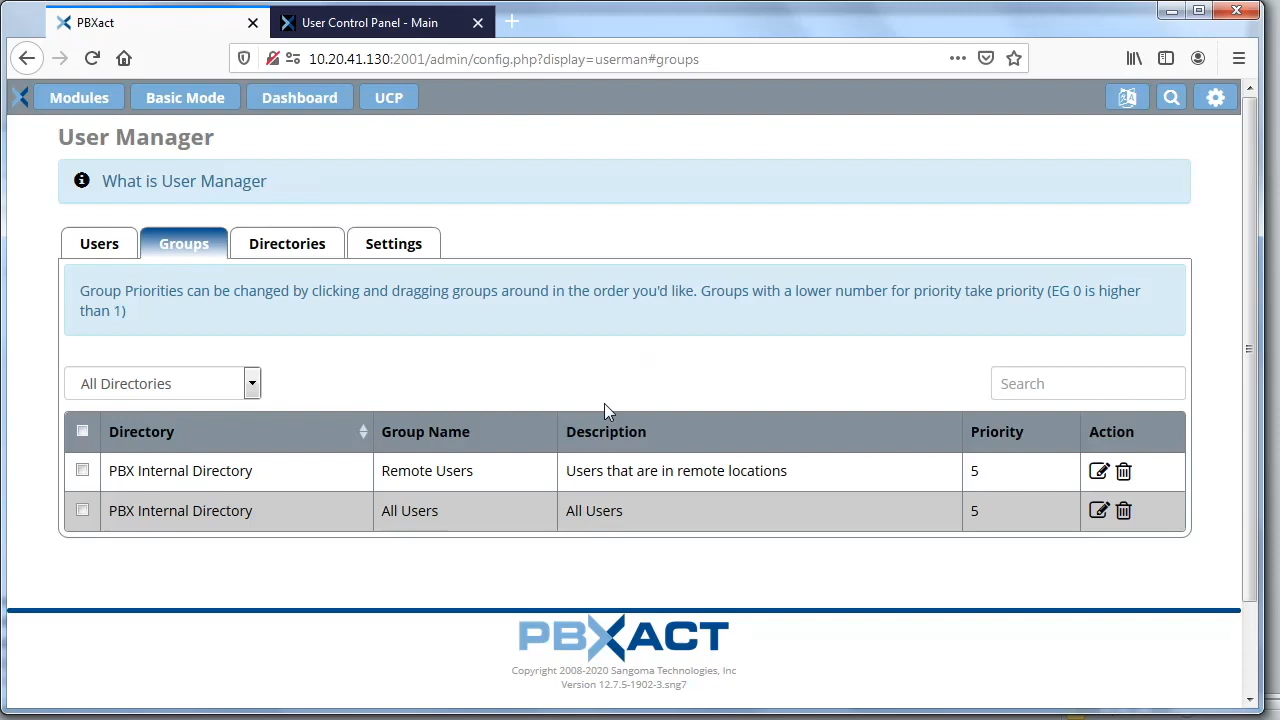 PBXact
User Control Panel - Main
10.20.41.130:2001/admin/config.php?display=userman#groups
Modules
Basic Mode
Dashboard
UCP
User Manager
What is User Manager
Users
Groups
Directories
Settings
Group Priorities can be changed by clicking and dragging groups around in the order you'd like. Groups with a lower number for priority take priority (EG 0 is higher
than 1)
All Directories
Search
Directory Group Name Description Priority Action
PBX Internal Directory Remote Users Users that are in remote locations 5
PBX Internal Directory All Users All Users 5
PBXACT
Copyright 2008-2020 Sangoma Technologies, Inc
Version 12.7.5-1902-3.sng7